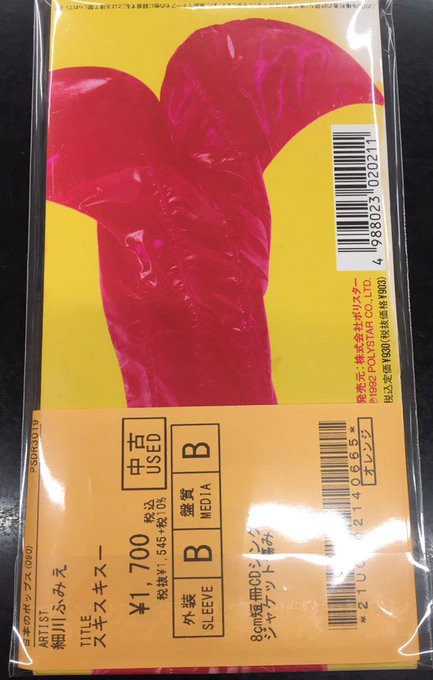 4 988023 020211
発売元：株式会社ポリスター
℗1992 POLYSTAR CO., LTD.
税込定価¥930(税抜価格¥903)
PSDR3019
日本のポップス(090)
ARTIST
細川ふみえ
TITLE
スキスキスー
中古
USED
¥1,700 税込
税抜¥1,545+税10%
外装
SLEEVE
B
盤質
MEDIA
B
8cm短冊CDシング
ジャケット傷み
オレンジ